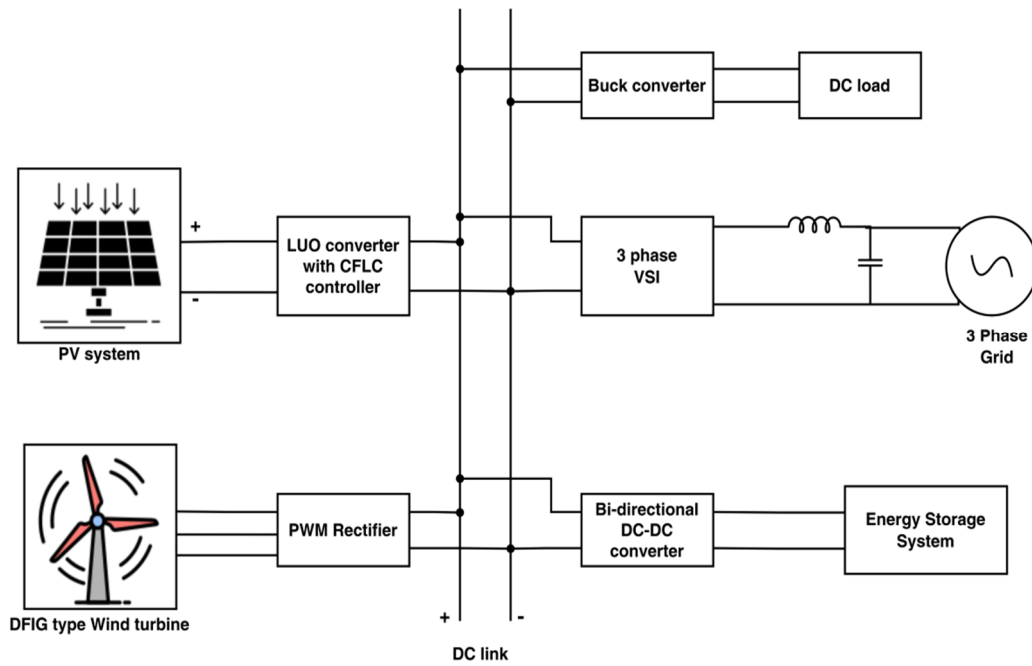 Buck converter
DC load
+
-
LUO converter
with CFLC
controller
3 phase
VSI
PV system
3 Phase
Grid
PWM Rectifier
Bi-directional
DC-DC
converter
Energy Storage
System
DFIG type Wind turbine
+
-
DC link